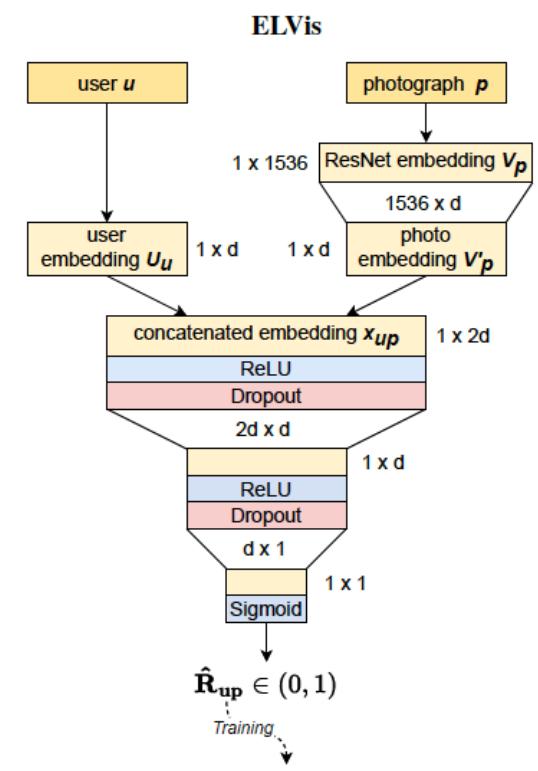 ELVis
user u
photograph p
1 x 1536
ResNet embedding Vp
1536 x d
user
embedding Uu
1 x d
1 x d
photo
embedding V'p
concatenated embedding xup
1 x 2d
ReLU
Dropout
2d x d
1 x d
ReLU
Dropout
d x 1
1 x 1
Sigmoid
R̂up ∈ (0, 1)
Training